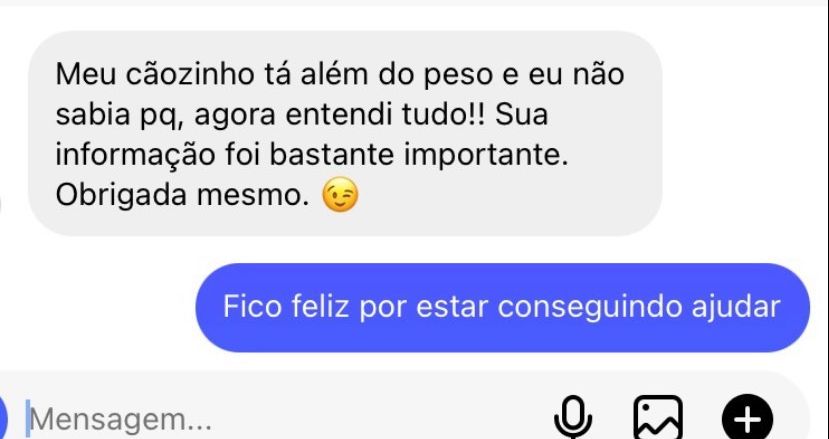 Meu cãozinho tá além do peso e eu não
sabia pq, agora entendi tudo!! Sua
informação foi bastante importante.
Obrigada mesmo. 😉
Fico feliz por estar conseguindo ajudar
Mensagem...